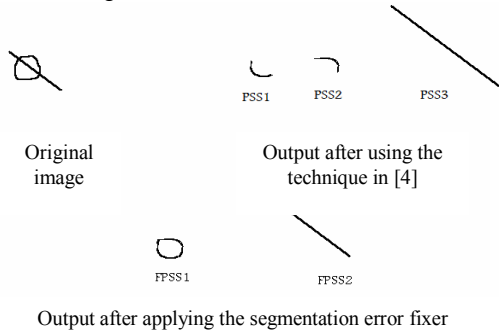 PSS1 PSS2 PSS3
Original
image
Output after using the
technique in [4]
FPSS1 FPSS2
Output after applying the segmentation error fixer